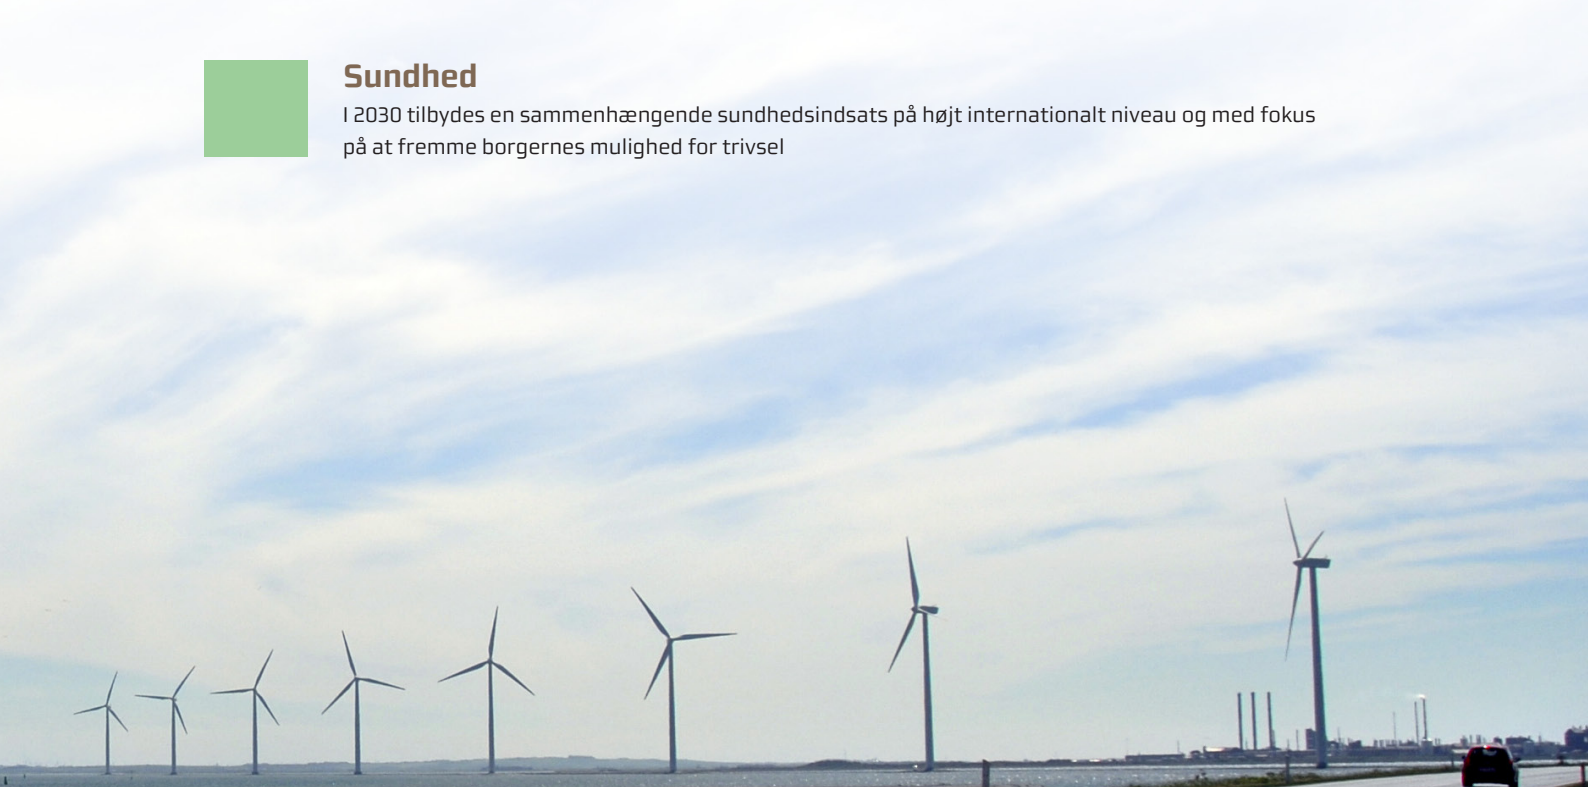 Sundhed
I 2030 tilbydes en sammenhængende sundhedsindsats på højt internationalt niveau og med fokus
på at fremme borgernes mulighed for trivsel